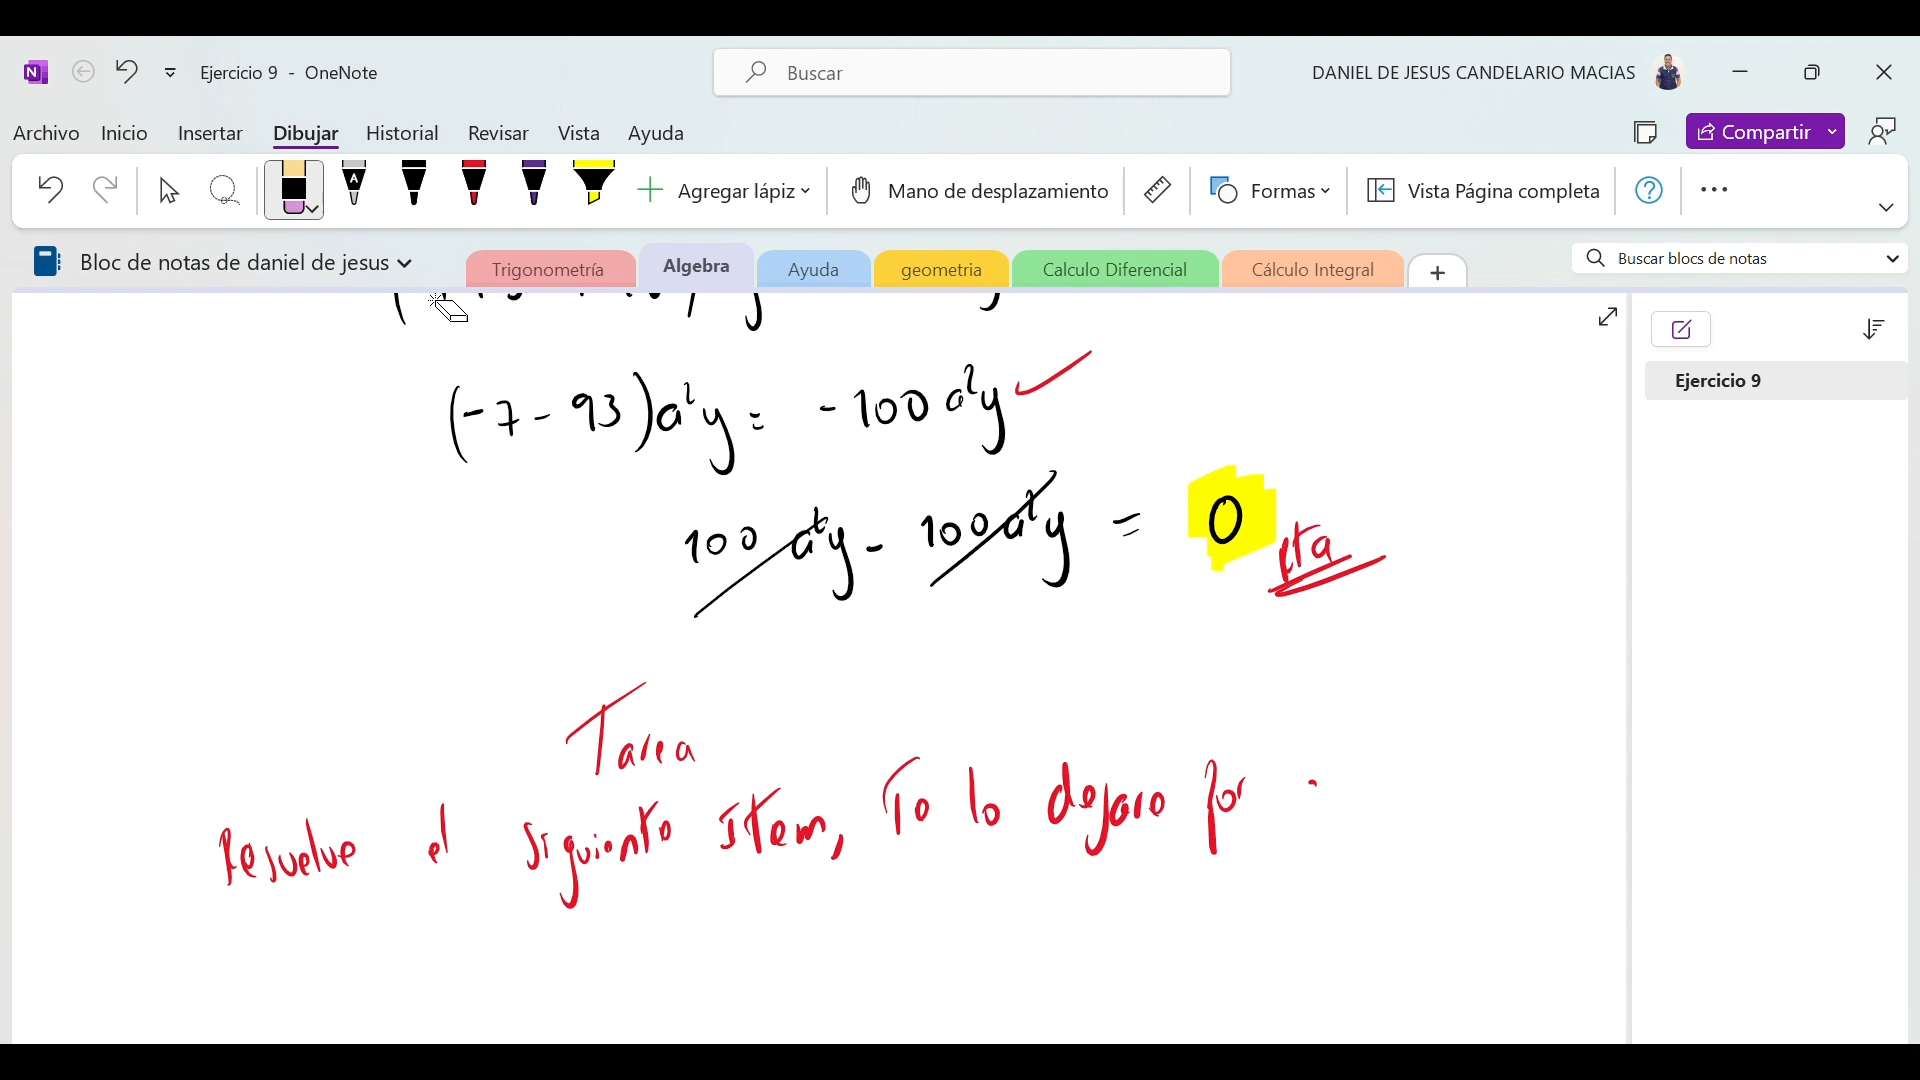 Ejercicio 9 - OneNote
Buscar
DANIEL DE JESUS CANDELARIO MACIAS
Archivo Inicio Insertar Dibujar Historial Revisar Vista Ayuda
Compartir
A
Agregar lápiz
Mano de desplazamiento
Formas
Vista Página completa
Bloc de notas de daniel de jesus
Trigonometría
Algebra
Ayuda
geometria
Calculo Diferencial
Cálculo Integral
Buscar blocs de notas
Ejercicio 9
(-7-93)a²y = -100a²y
100a²y - 100a²y = 0
Rta
Tarea
Resuelve el siguiente Item, Te lo dejare por